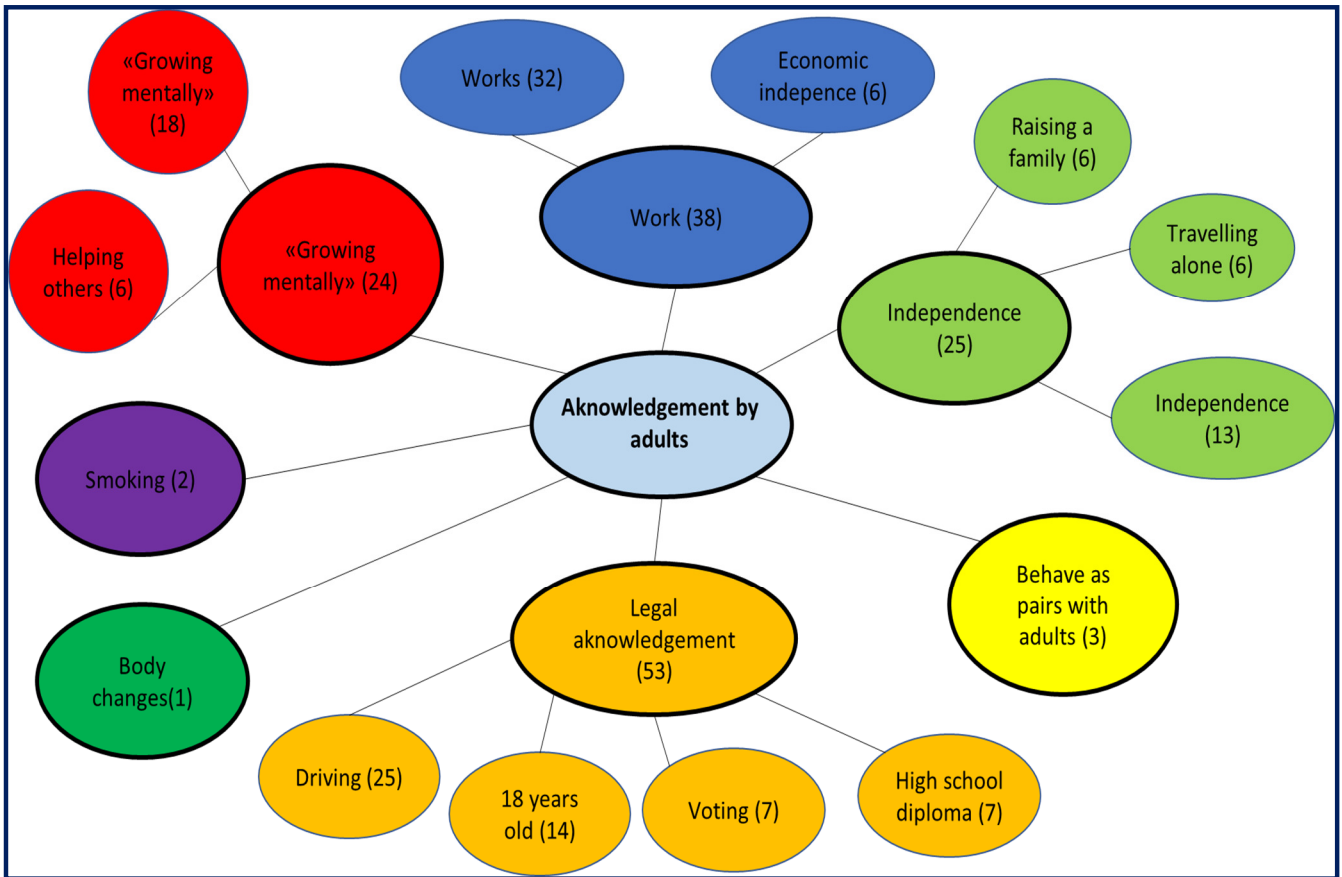 «Growing
mentally»
(18)
Works (32)
Economic
indepence (6)
Raising a
family (6)
Helping
others (6)
«Growing
mentally» (24)
Work (38)
Travelling
alone (6)
Independence
(25)
Independence
(13)
Aknowledgement by
adults
Smoking (2)
Behave as
pairs with
adults (3)
Legal
aknowledgement
(53)
Body
changes(1)
Driving (25)
18 years
old (14)
Voting (7)
High school
diploma (7)